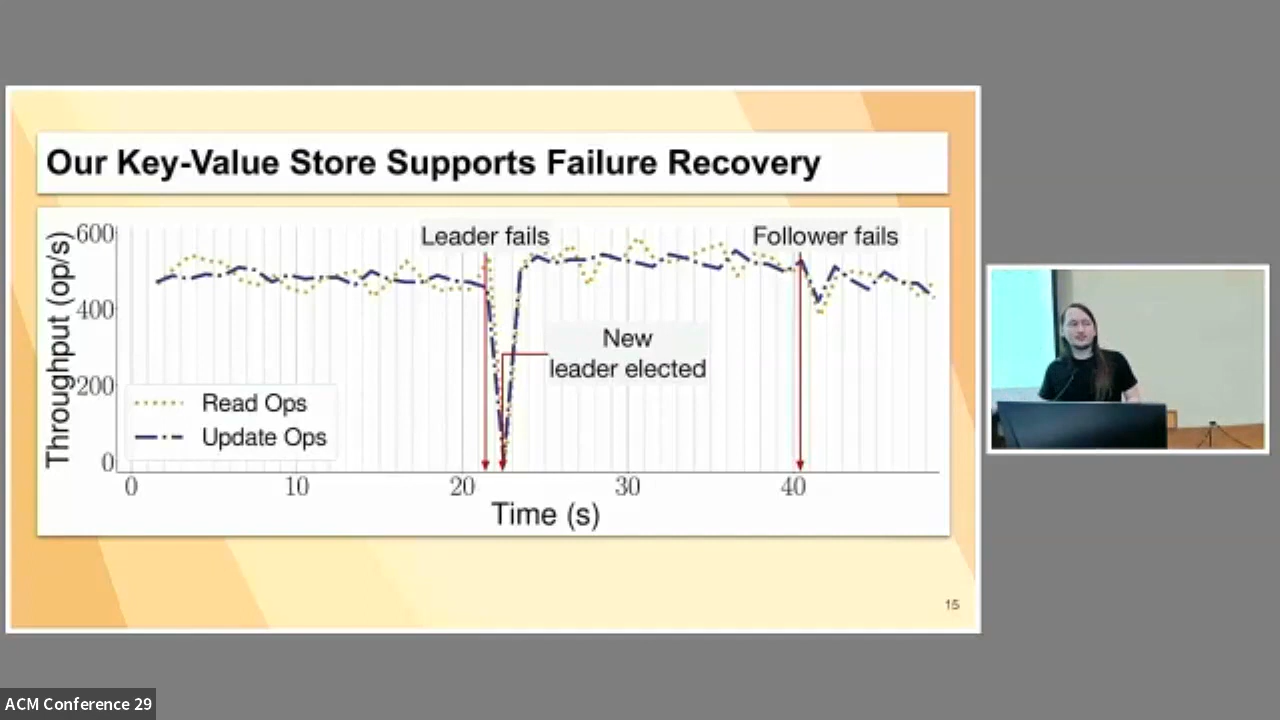 Our Key-Value Store Supports Failure Recovery
Throughput (op/s)
600
400
200
0
Leader fails
Follower fails
New
leader elected
Read Ops
Update Ops
0 10 20 30 40
Time (s)
15
ACM Conference 29